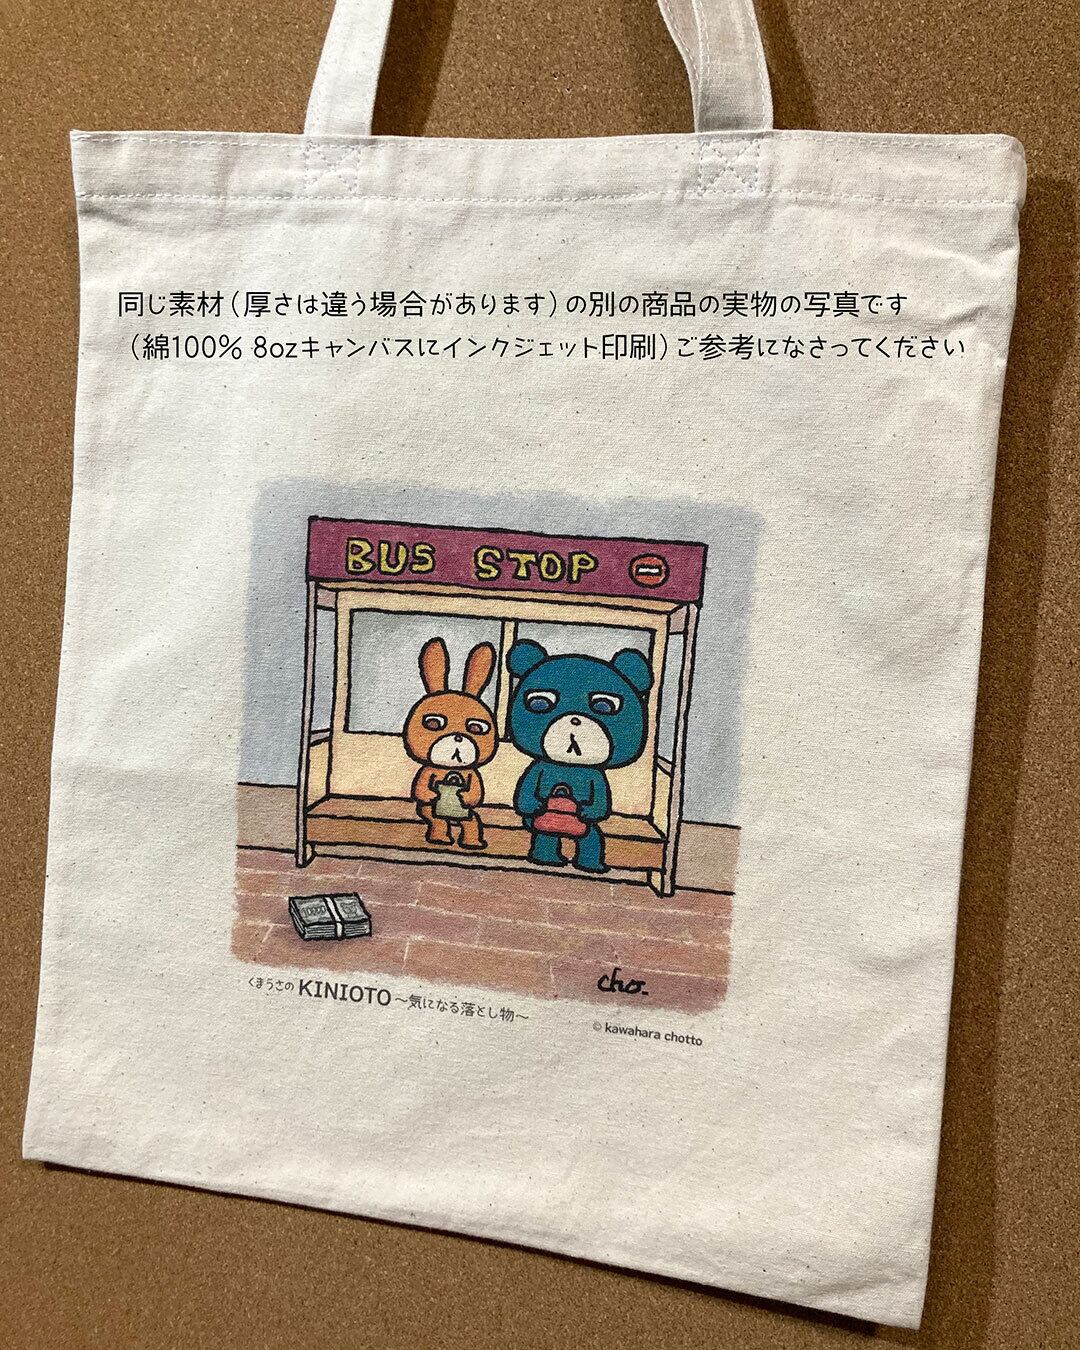 同じ素材(厚さは違う場合があります)の別の商品の実物の写真です
(綿100% 8ozキャンバスにインクジェット印刷)ご参考になさってください
BUS STOP
10000
cho.
くまうさの KINIOTO ～気になる落とし物～
© kawahara chotto